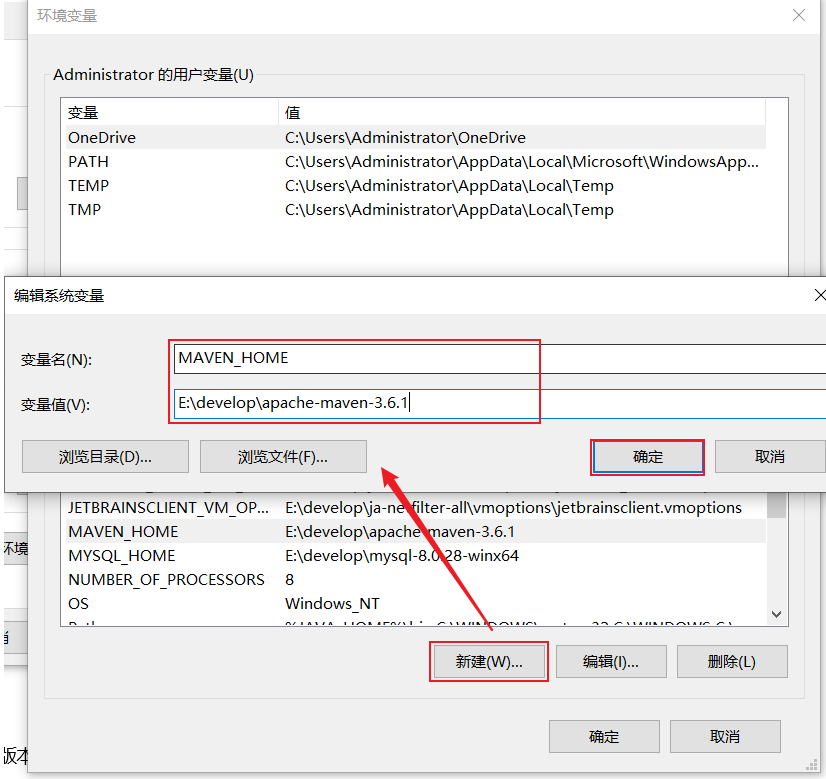 环境变量
Administrator 的用户变量(U)
变量 值
OneDrive C:\Users\Administrator\OneDrive
PATH C:\Users\Administrator\AppData\Local\Microsoft\WindowsApp...
TEMP C:\Users\Administrator\AppData\Local\Temp
TMP C:\Users\Administrator\AppData\Local\Temp
编辑系统变量
变量名(N): MAVEN_HOME
变量值(V): E:\develop\apache-maven-3.6.1
浏览目录(D)... 浏览文件(F)... 确定 取消
JETBRAINSCLIENT_VM_OP... E:\develop\ja-netfilter-all\vmoptions\jetbrainsclient.vmoptions
MAVEN_HOME E:\develop\apache-maven-3.6.1
环境
MYSQL_HOME E:\develop\mysql-8.0.28-winx64
NUMBER_OF_PROCESSORS 8
OS Windows_NT
新建(W)... 编辑(I)... 删除(L)
确定 取消
版本